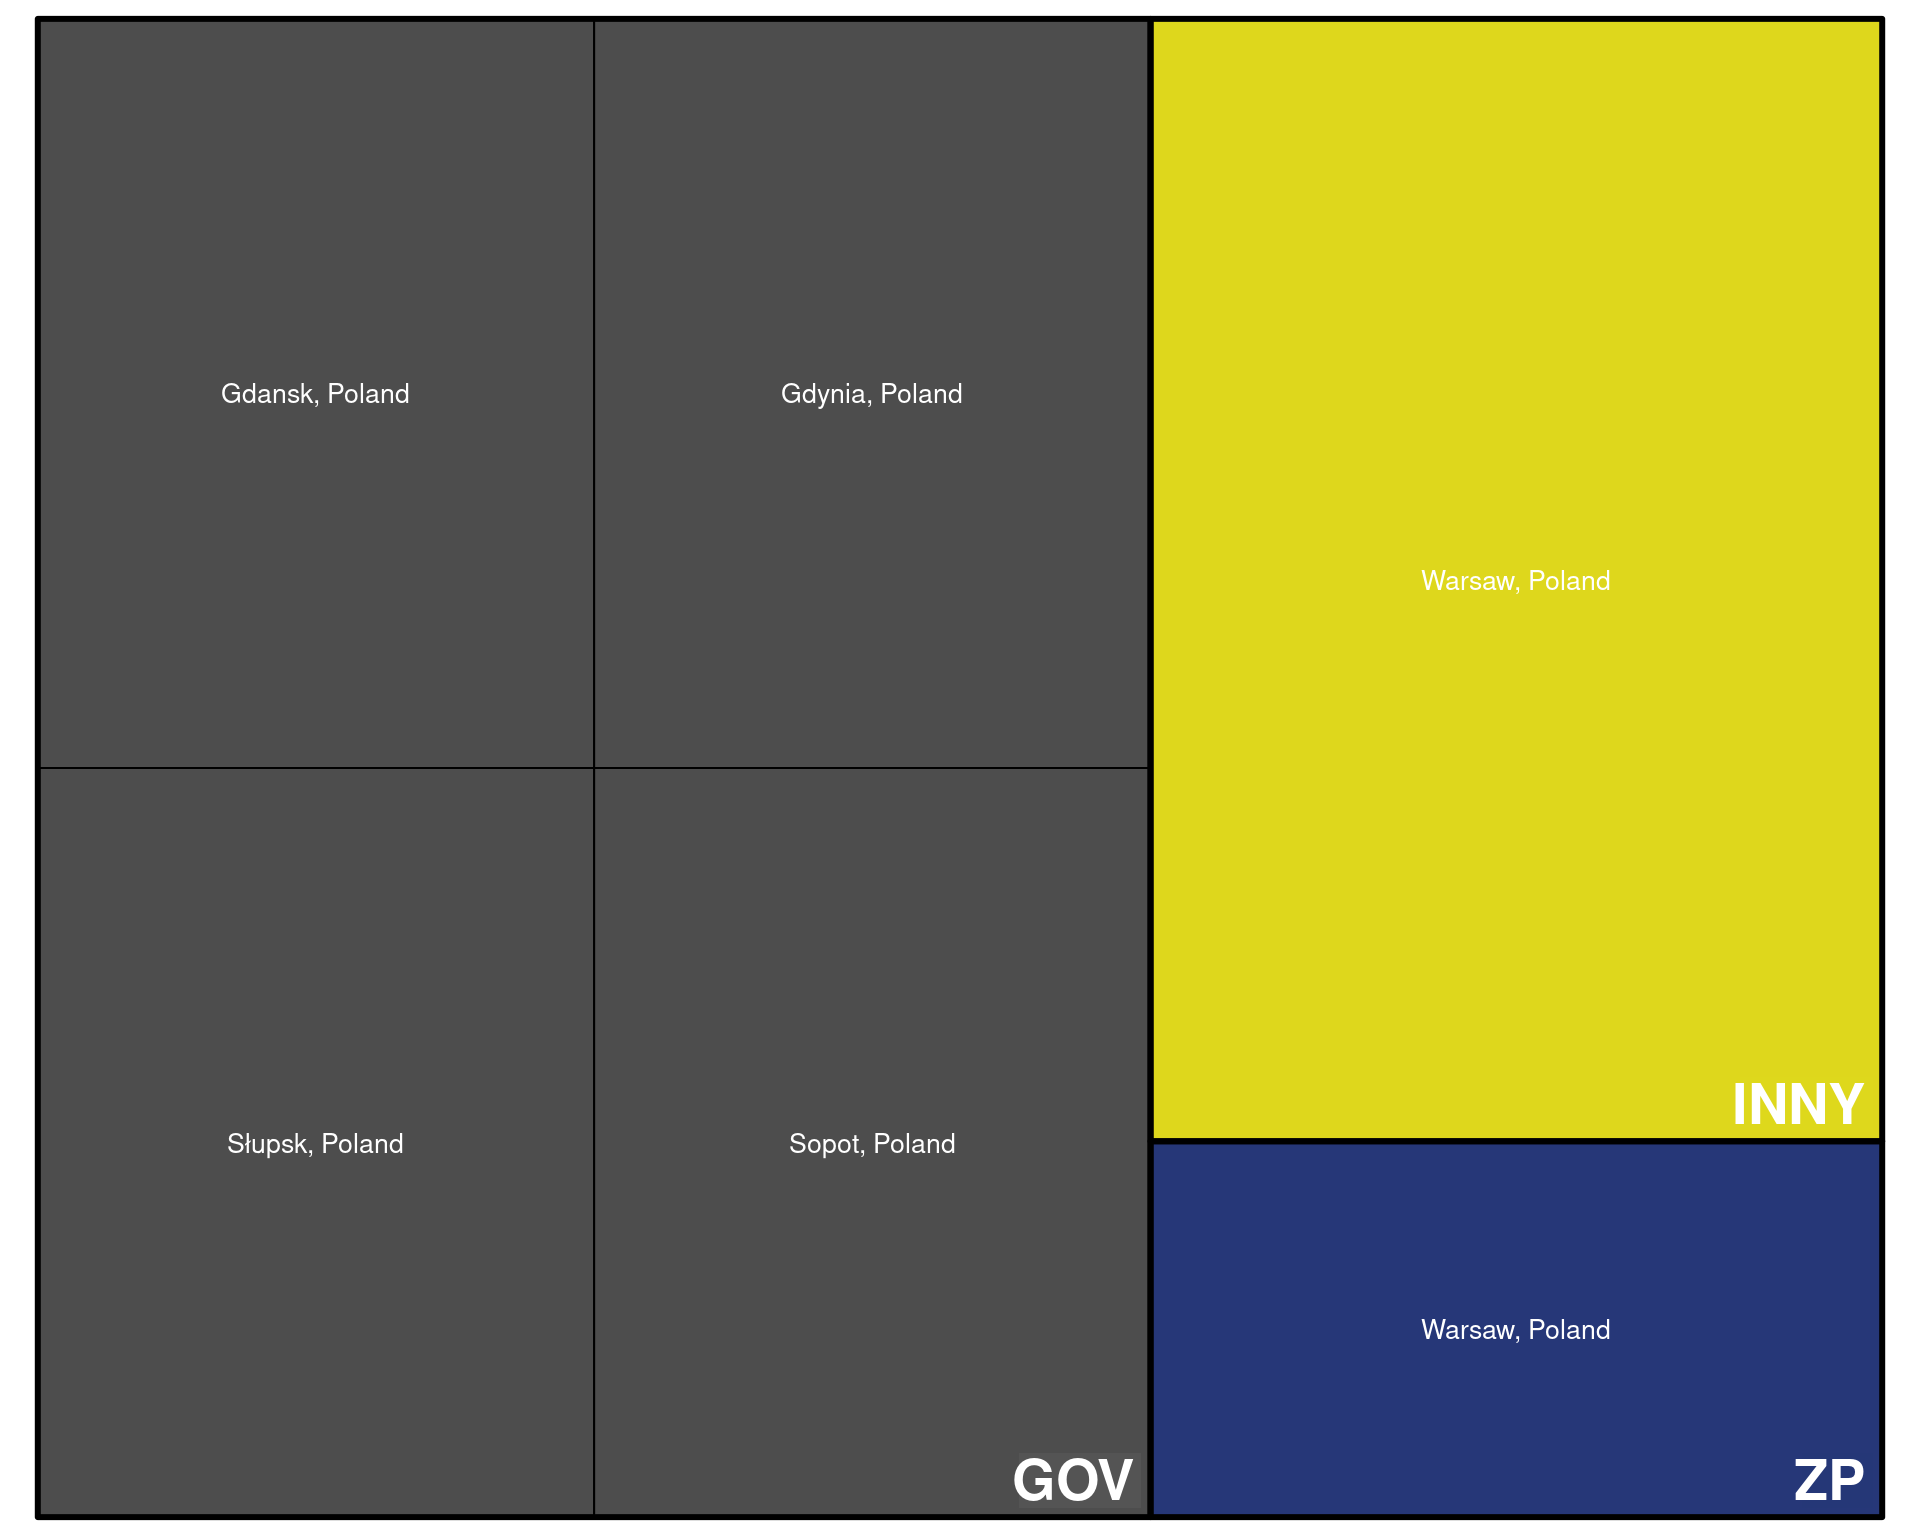 Gdansk, Poland
Gdynia, Poland
Warsaw, Poland
INNY
Słupsk, Poland
Sopot, Poland
GOV
Warsaw, Poland
ZP